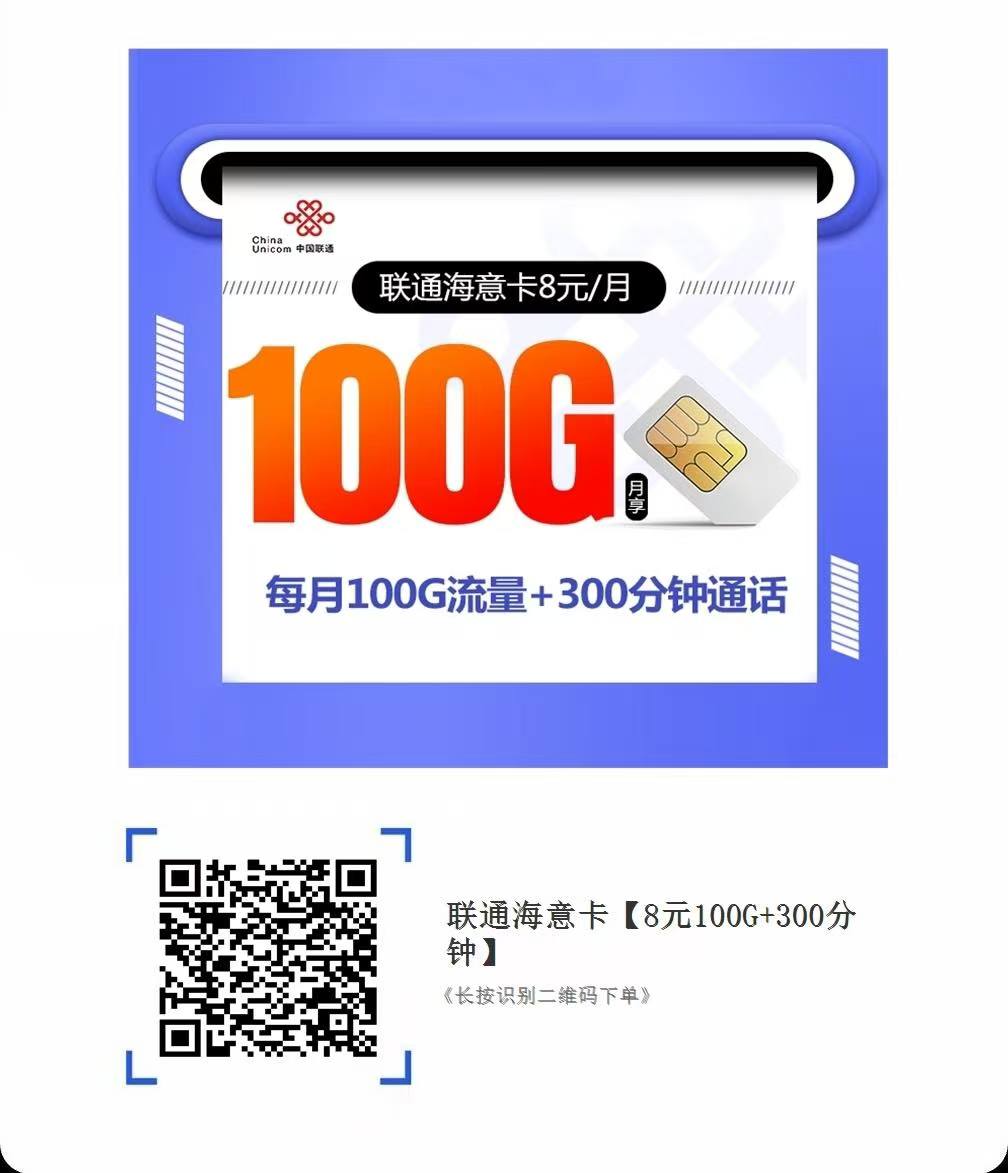 China
Unicom 中国联通
联通海意卡8元/月
100G
月享
每月100G流量+300分钟通话
联通海意卡【8元100G+300分
钟】
《长按识别二维码下单》